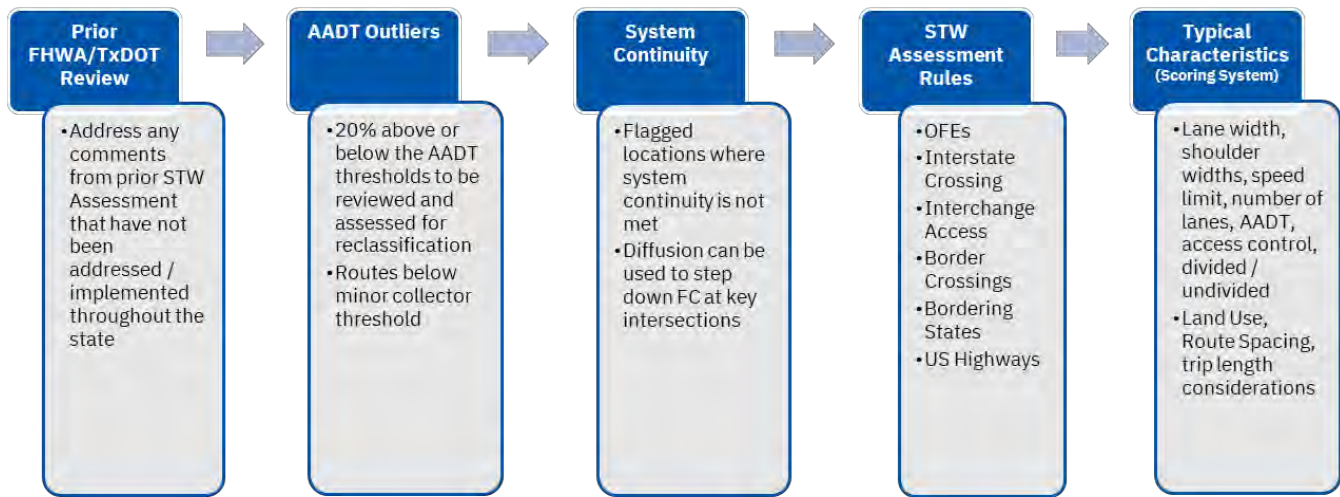 Prior
FHWA/TxDOT
Review
•Address any
comments
from prior STW
Assessment
that have not
been
addressed /
implemented
throughout the
state
AADT Outliers
•20% above or
below the AADT
thresholds to be
reviewed and
assessed for
reclassification
•Routes below
minor collector
threshold
System
Continuity
•Flagged
locations where
system
continuity is not
met
•Diffusion can be
used to step
down FC at key
intersections
STW
Assessment
Rules
•OFEs
•Interstate
Crossing
•Interchange
Access
•Border
Crossings
•Bordering
States
•US Highways
Typical
Characteristics
(Scoring System)
•Lane width,
shoulder
widths, speed
limit, number of
lanes, AADT,
access control,
divided /
undivided
•Land Use,
Route Spacing,
trip length
considerations